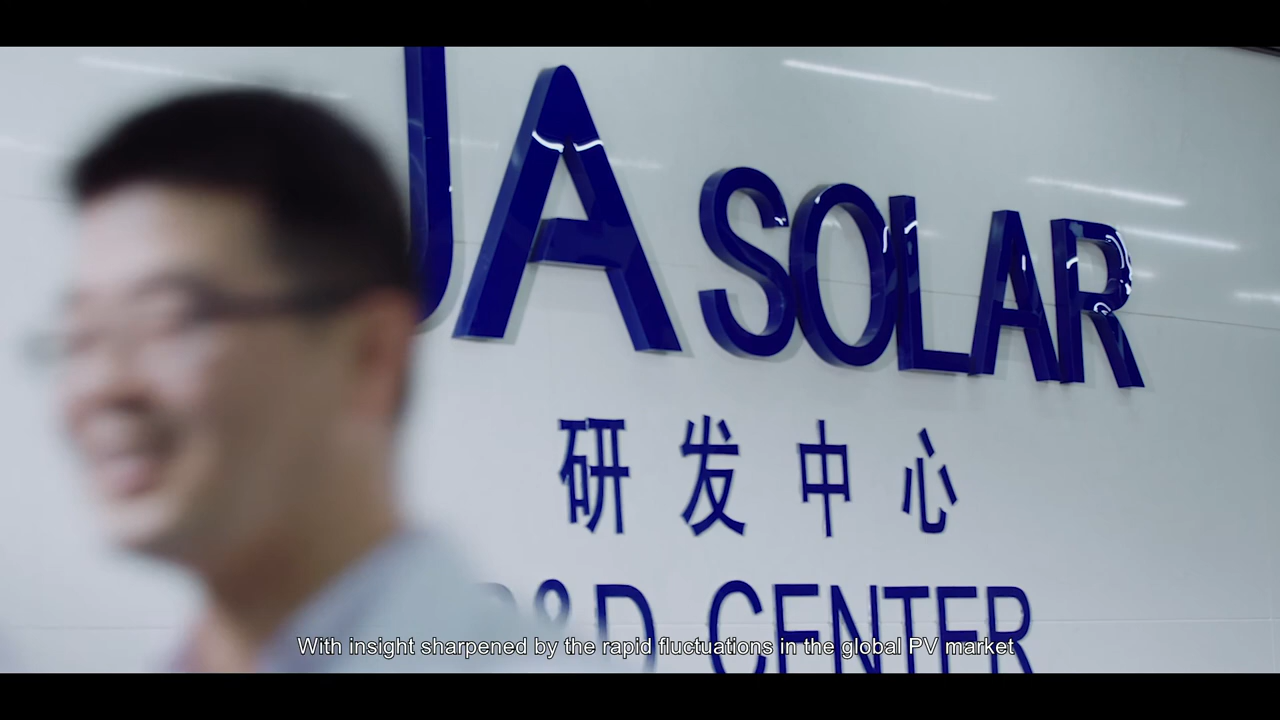 JA SOLAR
研发中心
R&D CENTER
With insight sharpened by the rapid fluctuations in the global PV market